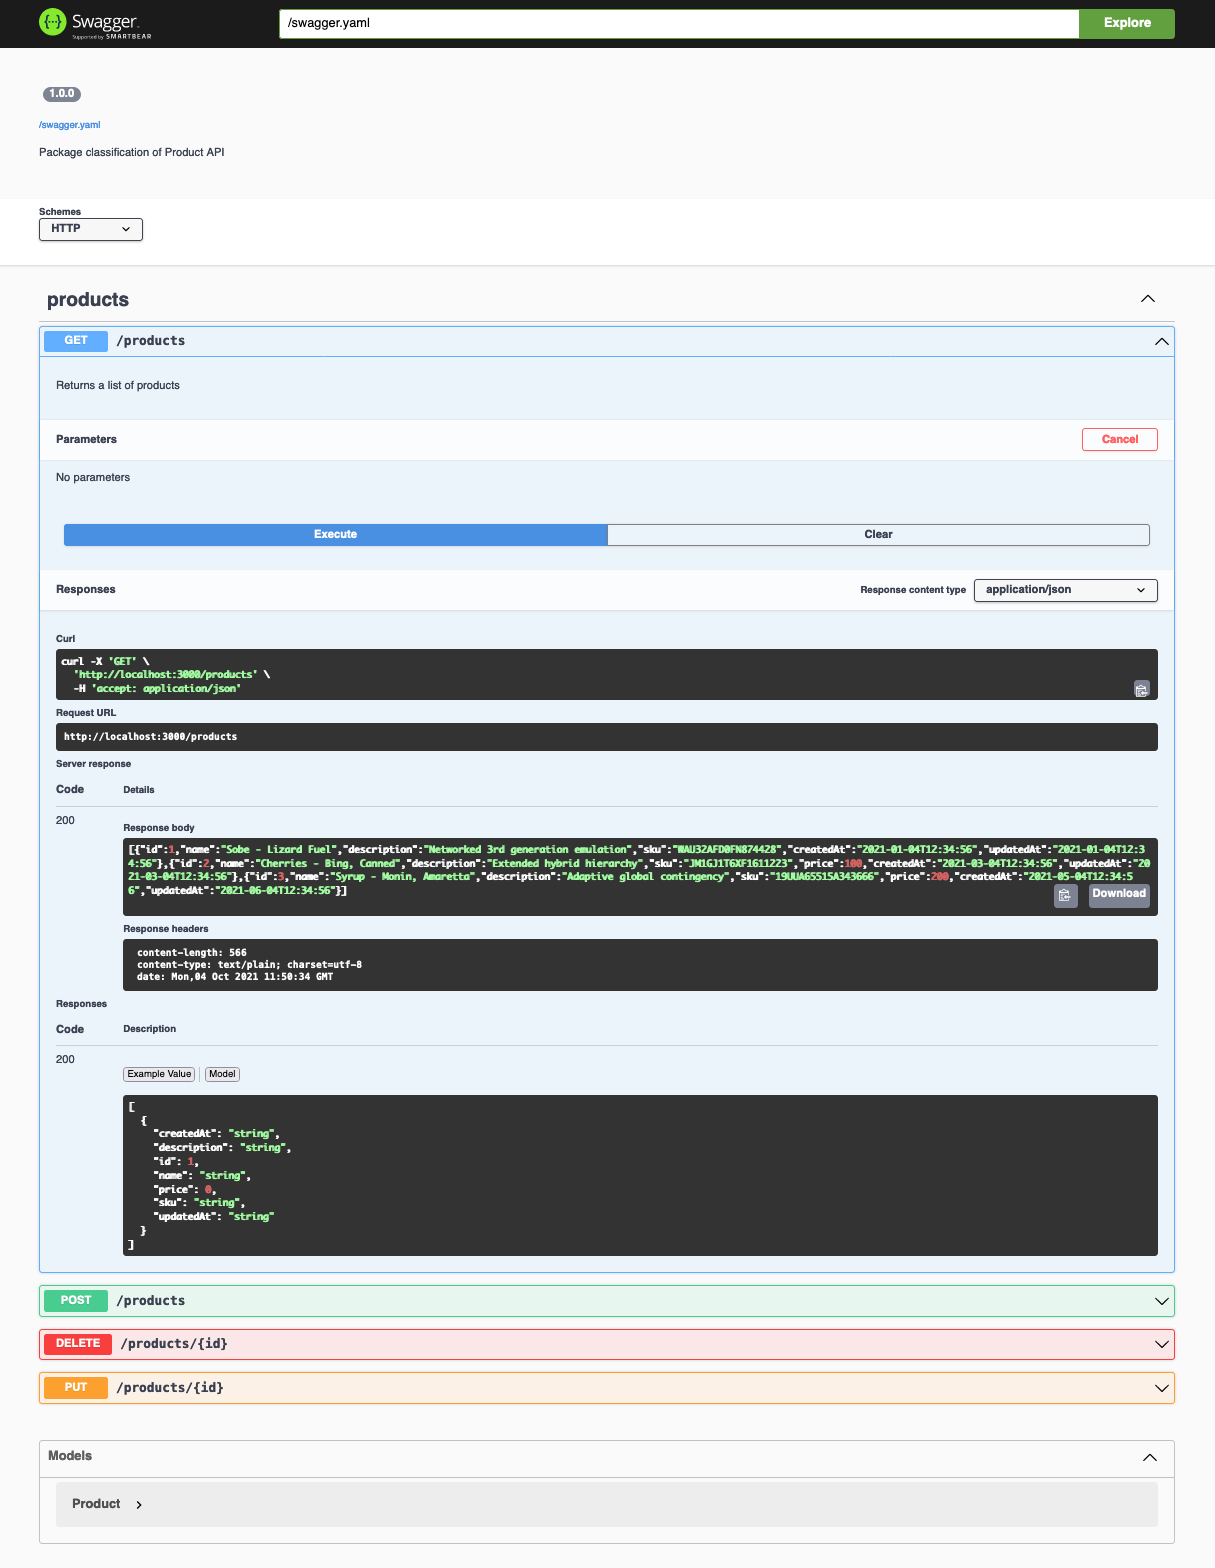 Swagger.
Supported by SMARTBEAR
/swagger.yaml
Explore
1.0.0
/swagger.yaml
Package classification of Product API
Schemes
HTTP
products
GET /products
Returns a list of products
Parameters
Cancel
No parameters
Execute
Clear
Responses
Response content type
application/json
Curl
curl -X 'GET' \
'http://localhost:3000/products' \
-H 'accept: application/json'
Request URL
http://localhost:3000/products
Server response
Code Details
200
Response body
[{"id":1,"name":"Sobe - Lizard Fuel","description":"Networked 3rd generation emulation","sku":"WAU32AFD0FN874428","createdAt":"2021-01-04T12:34:56","updatedAt":"2021-01-04T12:3
4:56"},{"id":2,"name":"Cherries - Bing, Canned","description":"Extended hybrid hierarchy","sku":"JM1GJ1T6XF1611223","price":100,"createdAt":"2021-03-04T12:34:56","updatedAt":"20
21-03-04T12:34:56"},{"id":3,"name":"Syrup - Monin, Amaretta","description":"Adaptive global contingency","sku":"19UUA65515A343666","price":200,"createdAt":"2021-05-04T12:34:5
6","updatedAt":"2021-06-04T12:34:56"}]
Download
Response headers
content-length: 566
content-type: text/plain; charset=utf-8
date: Mon,04 Oct 2021 11:50:34 GMT
Responses
Code Description
200
Example Value Model
[
{
"createdAt": "string",
"description": "string",
"id": 1,
"name": "string",
"price": 0,
"sku": "string",
"updatedAt": "string"
}
]
POST /products
DELETE /products/{id}
PUT /products/{id}
Models
Product